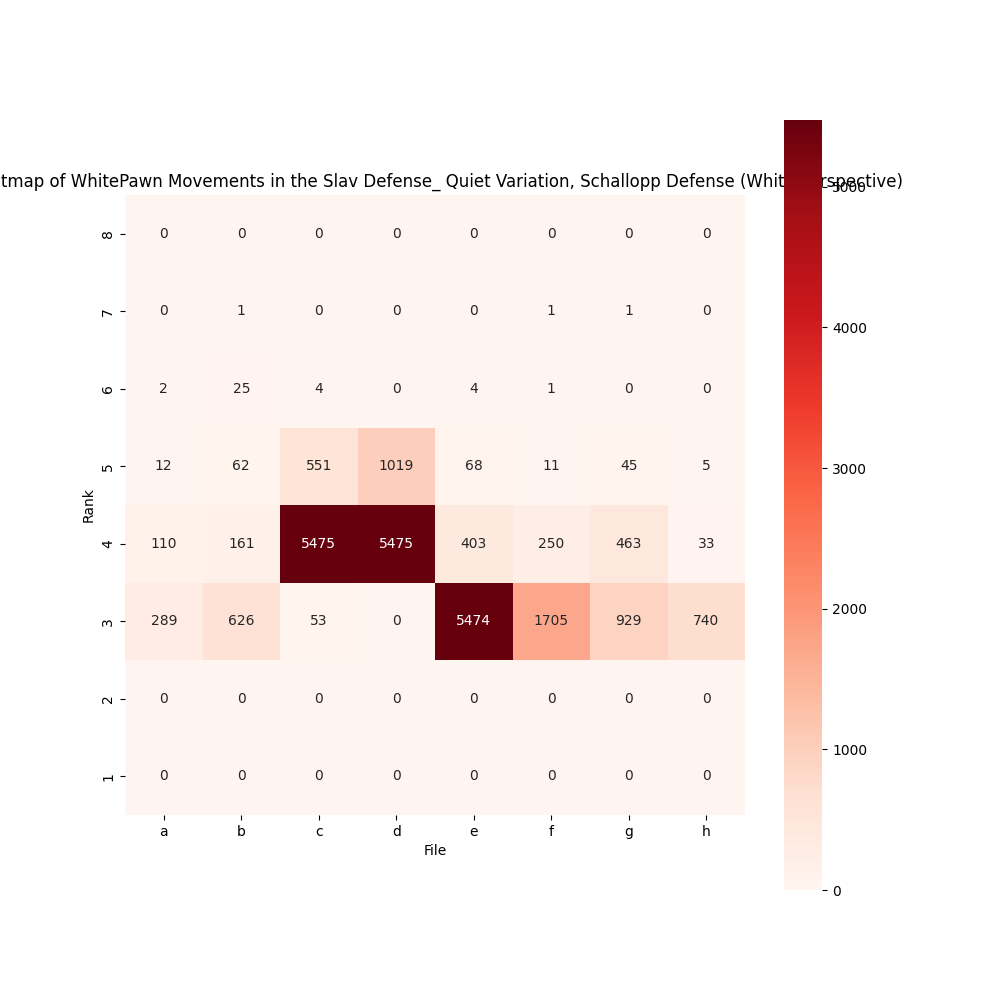 tmap of WhitePawn Movements in the Slav Defense_ Quiet Variation, Schallopp Defense (Whit rspective)
8 0 0 0 0 0 0 0 0
7 0 1 0 0 0 1 1 0
6 2 25 4 0 4 1 0 0
5 12 62 551 1019 68 11 45 5
4 110 161 5475 5475 403 250 463 33
3 289 626 53 0 5474 1705 929 740
2 0 0 0 0 0 0 0 0
1 0 0 0 0 0 0 0 0
a b c d e f g h
File
Rank
5000
4000
3000
2000
1000
0